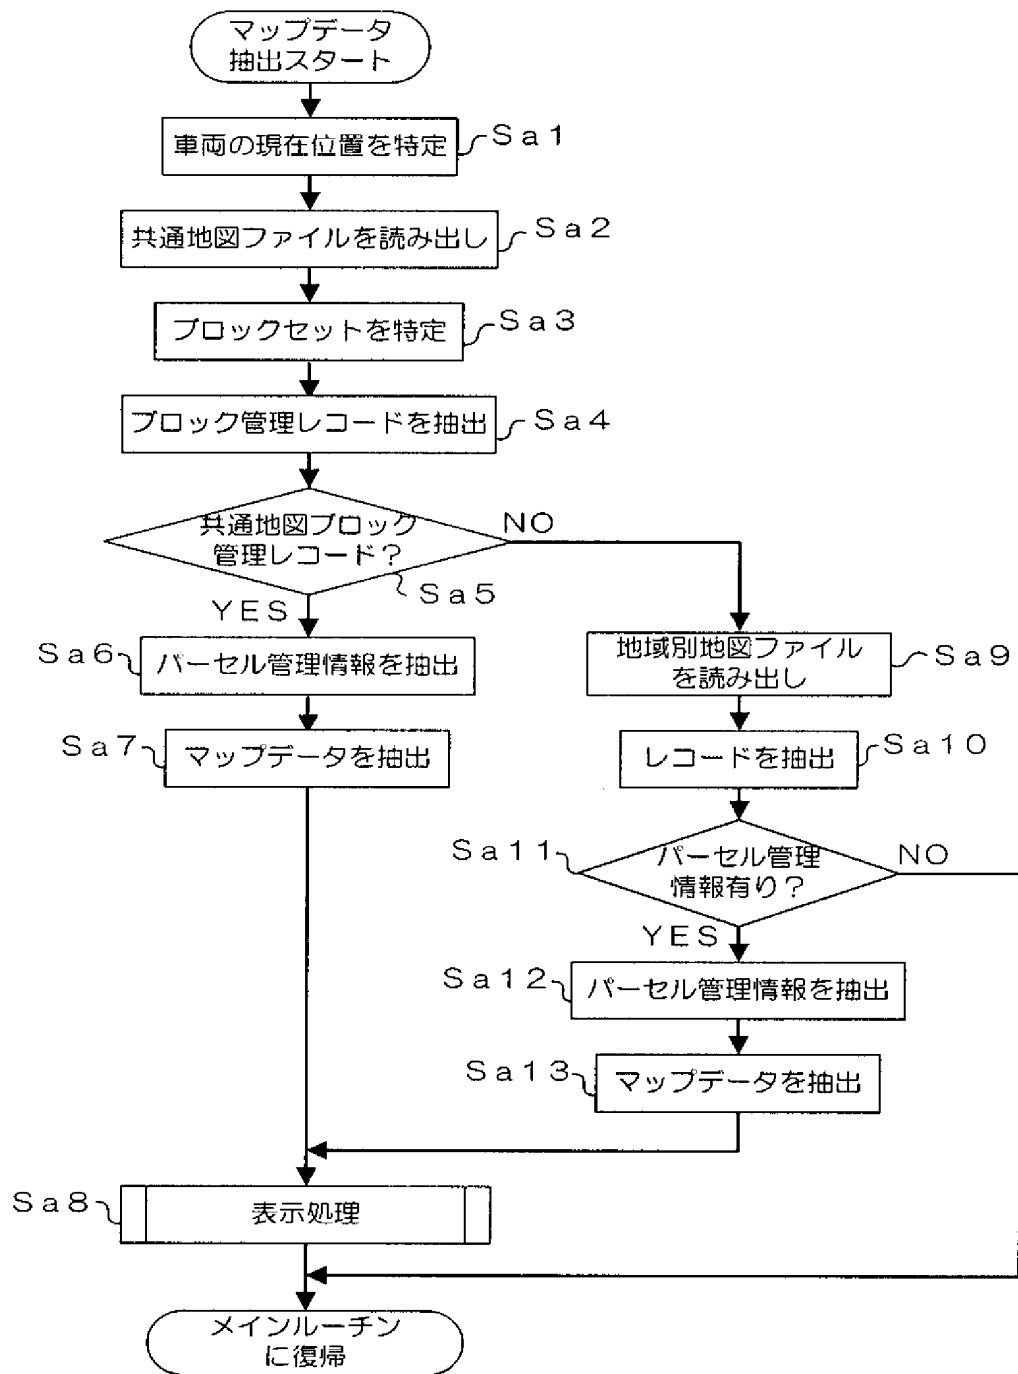 マップデータ
抽出スタート
車両の現在位置を特定
Sa1
共通地図ファイルを読み出し
Sa2
ブロックセットを特定
Sa3
ブロック管理レコードを抽出
Sa4
共通地図ブロック
管理レコード？
NO
Sa5
YES
Sa6
パーセル管理情報を抽出
地域別地図ファイル
を読み出し
Sa9
Sa7
マップデータを抽出
レコードを抽出
Sa10
Sa11
パーセル管理
情報有り？
NO
YES
Sa12
パーセル管理情報を抽出
Sa13
マップデータを抽出
Sa8
表示処理
メインルーチン
に復帰